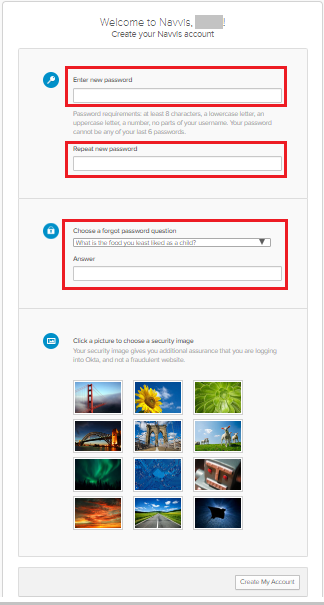 Welcome to Navvis, !
Create your Navvis account
Enter new password
Password requirements: at least 8 characters, a lowercase letter, an
uppercase letter, a number, no parts of your username. Your password
cannot be any of your last 6 passwords.
Repeat new password
Choose a forgot password question
What is the food you least liked as a child?
Answer
Click a picture to choose a security image
Your security image gives you additional assurance that you are logging
into Okta, and not a fraudulent website.
Create My Account